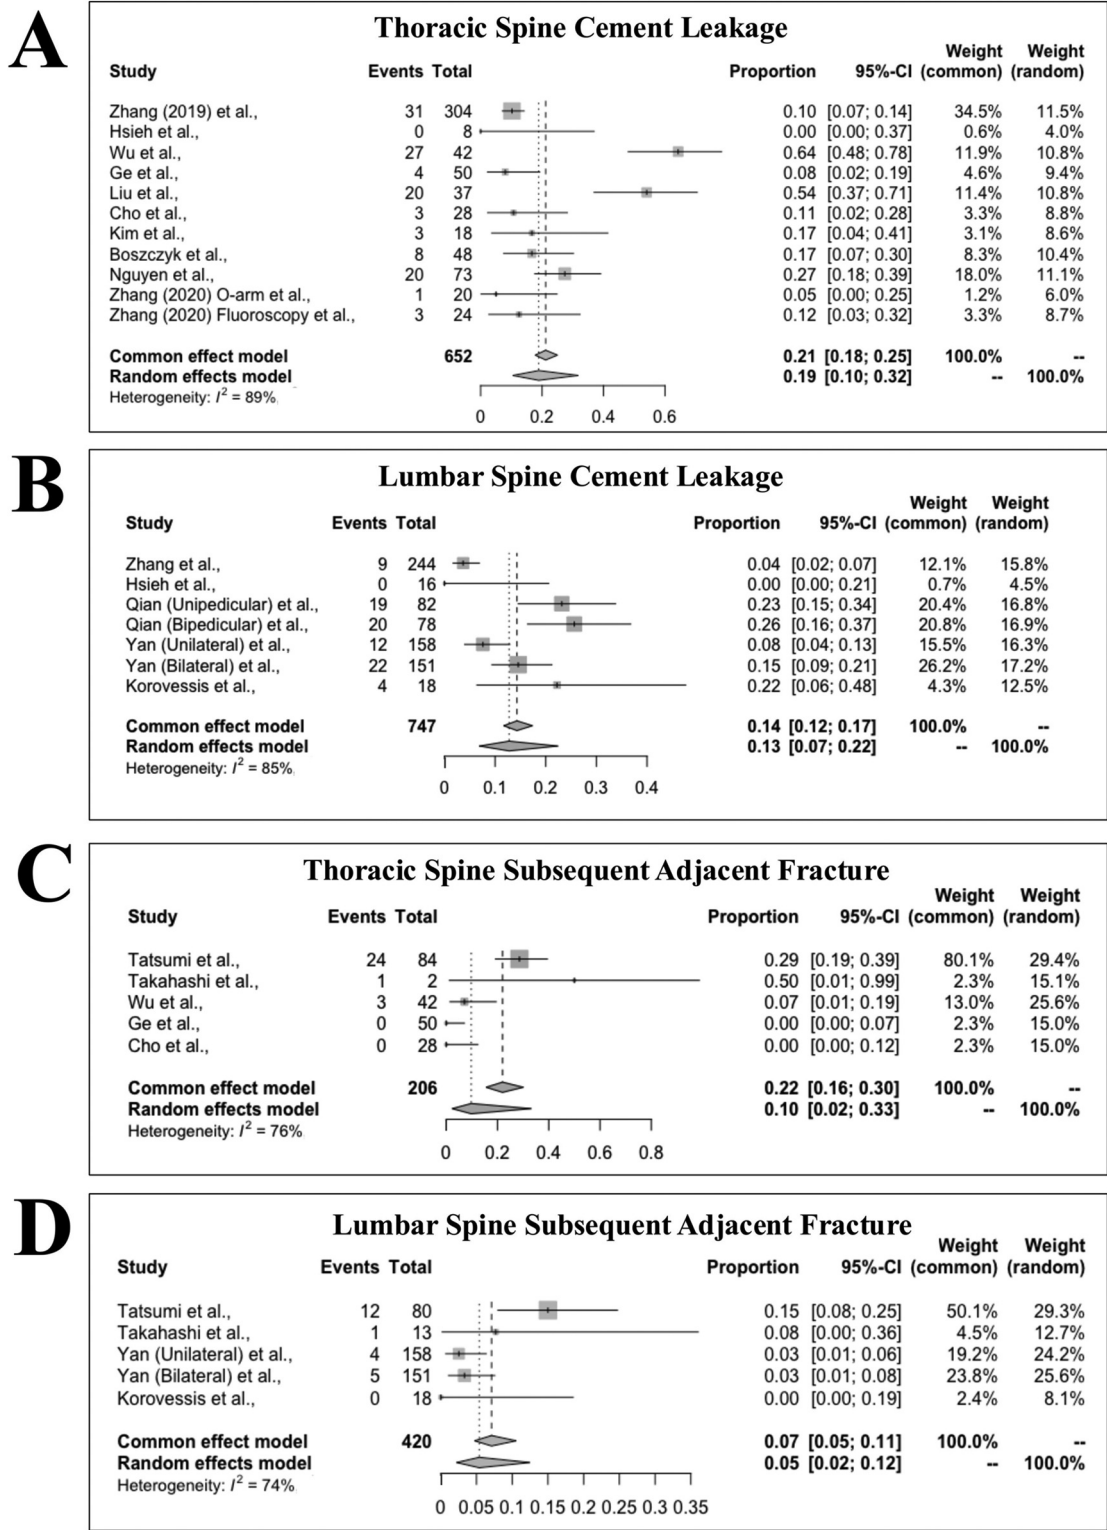 A
Thoracic Spine Cement Leakage
Weight Weight
Study Events Total Proportion 95%-CI (common) (random)
Zhang (2019) et al., 31 304 0.10 [0.07; 0.14] 34.5% 11.5%
Hsieh et al., 0 8 0.00 [0.00; 0.37] 0.6% 4.0%
Wu et al., 27 42 0.64 [0.48; 0.78] 11.9% 10.8%
Ge et al., 4 50 0.08 [0.02; 0.19] 4.6% 9.4%
Liu et al., 20 37 0.54 [0.37; 0.71] 11.4% 10.8%
Cho et al., 3 28 0.11 [0.02; 0.28] 3.3% 8.8%
Kim et al., 3 18 0.17 [0.04; 0.41] 3.1% 8.6%
Boszczyk et al., 8 48 0.17 [0.07; 0.30] 8.3% 10.4%
Nguyen et al., 20 73 0.27 [0.18; 0.39] 18.0% 11.1%
Zhang (2020) O-arm et al., 1 20 0.05 [0.00; 0.25] 1.2% 6.0%
Zhang (2020) Fluoroscopy et al., 3 24 0.12 [0.03; 0.32] 3.3% 8.7%
Common effect model 652 0.21 [0.18; 0.25] 100.0% --
Random effects model 0.19 [0.10; 0.32] -- 100.0%
Heterogeneity: I² = 89%
0 0.2 0.4 0.6
B
Lumbar Spine Cement Leakage
Weight Weight
Study Events Total Proportion 95%-CI (common) (random)
Zhang et al., 9 244 0.04 [0.02; 0.07] 12.1% 15.8%
Hsieh et al., 0 16 0.00 [0.00; 0.21] 0.7% 4.5%
Qian (Unipedicular) et al., 19 82 0.23 [0.15; 0.34] 20.4% 16.8%
Qian (Bipedicular) et al., 20 78 0.26 [0.16; 0.37] 20.8% 16.9%
Yan (Unilateral) et al., 12 158 0.08 [0.04; 0.13] 15.5% 16.3%
Yan (Bilateral) et al., 22 151 0.15 [0.09; 0.21] 26.2% 17.2%
Korovessis et al., 4 18 0.22 [0.06; 0.48] 4.3% 12.5%
Common effect model 747 0.14 [0.12; 0.17] 100.0% --
Random effects model 0.13 [0.07; 0.22] -- 100.0%
Heterogeneity: I² = 85%
0 0.1 0.2 0.3 0.4
C
Thoracic Spine Subsequent Adjacent Fracture
Weight Weight
Study Events Total Proportion 95%-CI (common) (random)
Tatsumi et al., 24 84 0.29 [0.19; 0.39] 80.1% 29.4%
Takahashi et al., 1 2 0.50 [0.01; 0.99] 2.3% 15.1%
Wu et al., 3 42 0.07 [0.01; 0.19] 13.0% 25.6%
Ge et al., 0 50 0.00 [0.00; 0.07] 2.3% 15.0%
Cho et al., 0 28 0.00 [0.00; 0.12] 2.3% 15.0%
Common effect model 206 0.22 [0.16; 0.30] 100.0% --
Random effects model 0.10 [0.02; 0.33] -- 100.0%
Heterogeneity: I² = 76%
0 0.2 0.4 0.6 0.8
D
Lumbar Spine Subsequent Adjacent Fracture
Weight Weight
Study Events Total Proportion 95%-CI (common) (random)
Tatsumi et al., 12 80 0.15 [0.08; 0.25] 50.1% 29.3%
Takahashi et al., 1 13 0.08 [0.00; 0.36] 4.5% 12.7%
Yan (Unilateral) et al., 4 158 0.03 [0.01; 0.06] 19.2% 24.2%
Yan (Bilateral) et al., 5 151 0.03 [0.01; 0.08] 23.8% 25.6%
Korovessis et al., 0 18 0.00 [0.00; 0.19] 2.4% 8.1%
Common effect model 420 0.07 [0.05; 0.11] 100.0% --
Random effects model 0.05 [0.02; 0.12] -- 100.0%
Heterogeneity: I² = 74%
0 0.05 0.1 0.15 0.2 0.25 0.3 0.35